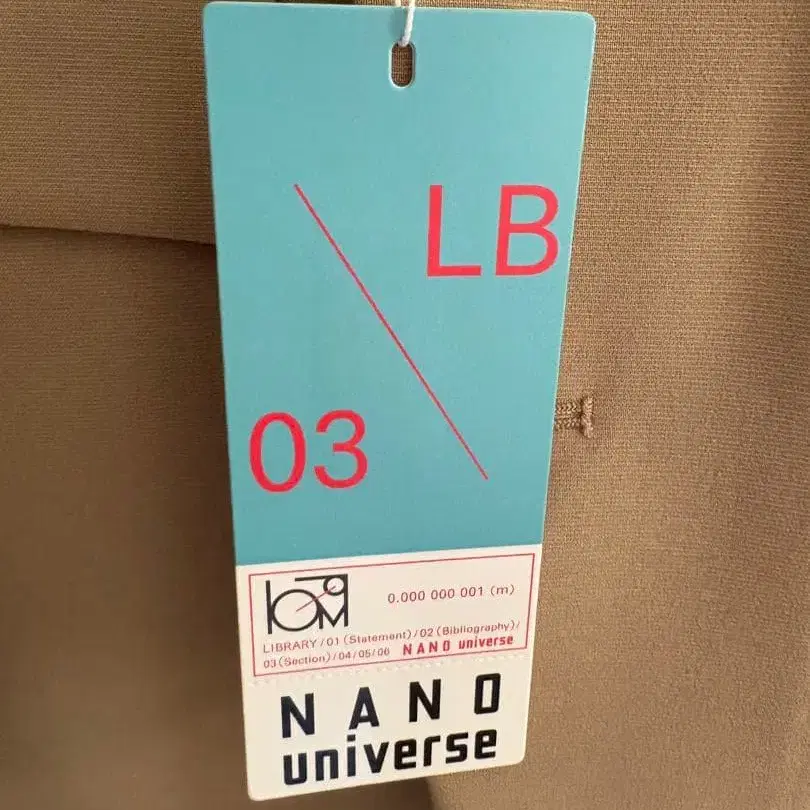 LB
03
0.000 000 001 (m)
LIBRARY/01 (Statement)/02 (Bibliography)/
03 (Section)/04/05/06 NANO universe
NANO
universe